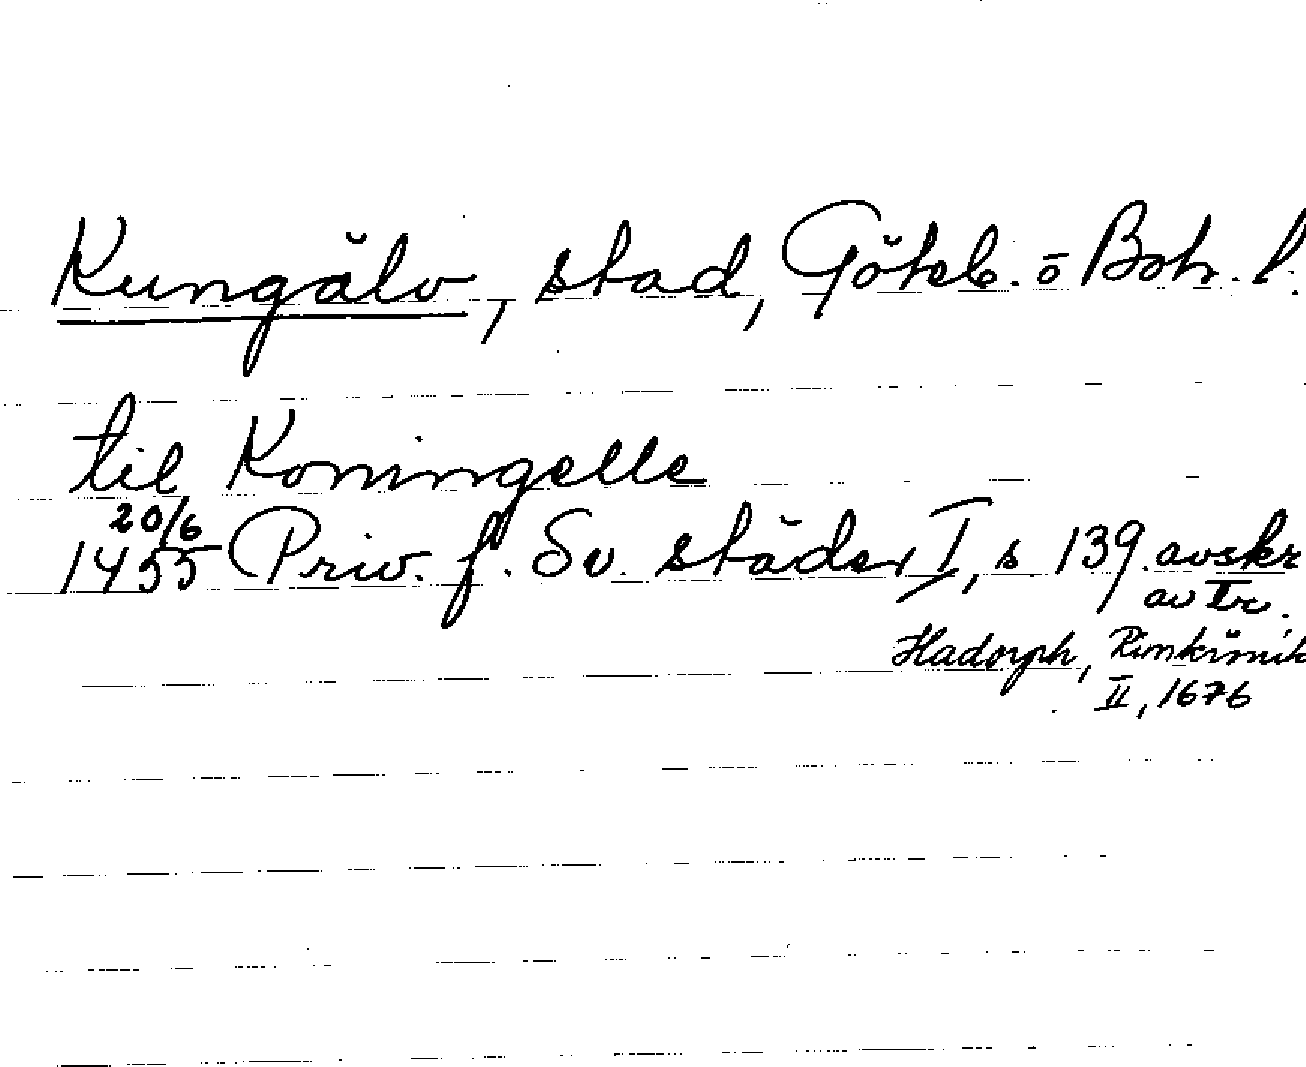 Kungälv, stad, Göteb. o Boh. l.
til Koningelle
20/6
1455 Priv. f. Sv. städer I, s 139. avskr
av tr.
Hadorph, Rimkrönik
II, 1676